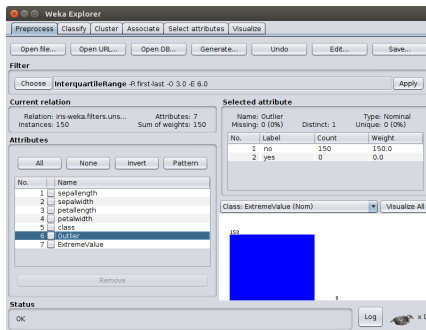 Weka Explorer
Preprocess Classify Cluster Associate Select attributes Visualize
Open file... Open URL... Open DB... Generate... Undo Edit... Save...
Filter
Choose InterquartileRange -R first-last -O 3.0 -E 6.0 Apply
Current relation
Relation: iris-weka.filters.uns... Attributes: 7
Instances: 150 Sum of weights: 150
Attributes
All None Invert Pattern
No. Name
1 sepallength
2 sepalwidth
3 petallength
4 petalwidth
5 class
6 Outlier
7 ExtremeValue
Remove
Selected attribute
Name: Outlier Type: Nominal
Missing: 0 (0%) Distinct: 1 Unique: 0 (0%)
No. Label Count Weight
1 no 150 150.0
2 yes 0 0.0
Class: ExtremeValue (Nom) Visualize All
150
0
Status
OK Log x 0